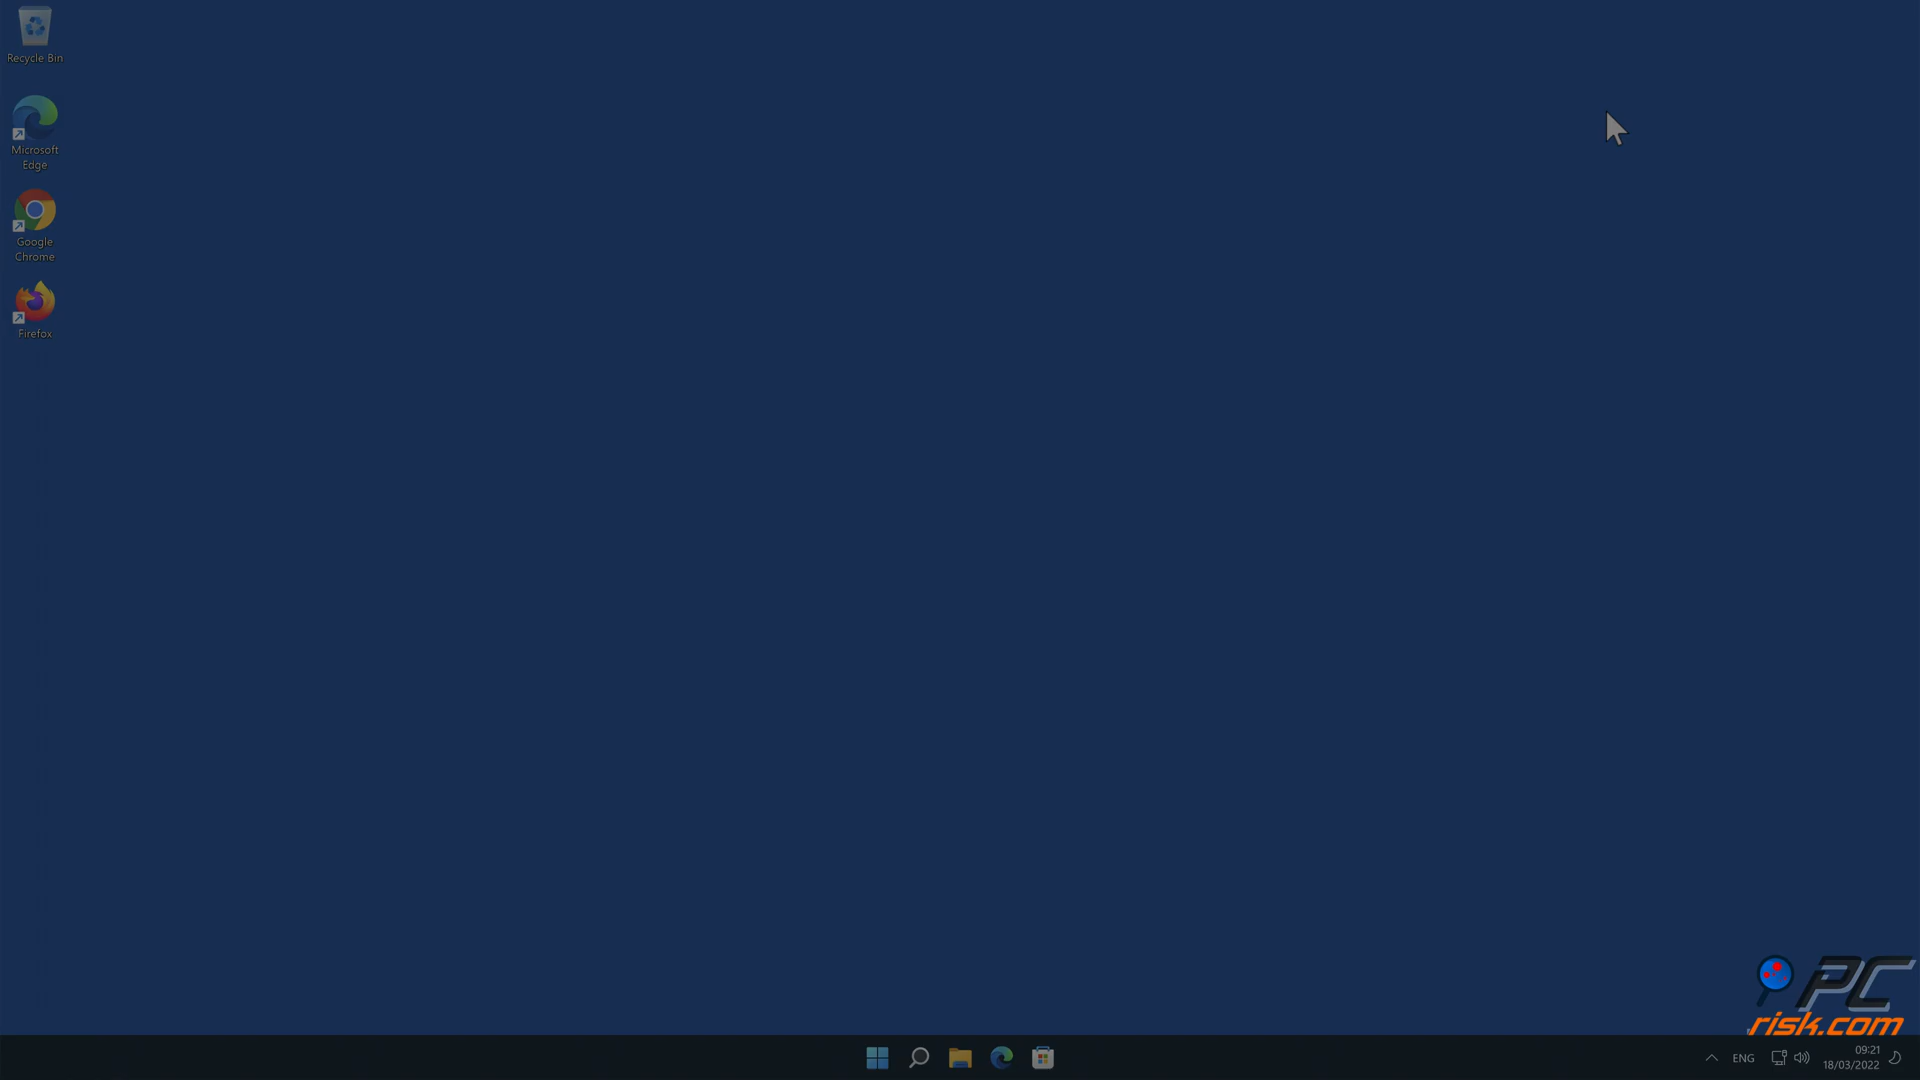 Recycle Bin
Microsoft
Edge
Google
Chrome
Firefox
PC
risk.com
ENG
09:21
18/03/2022